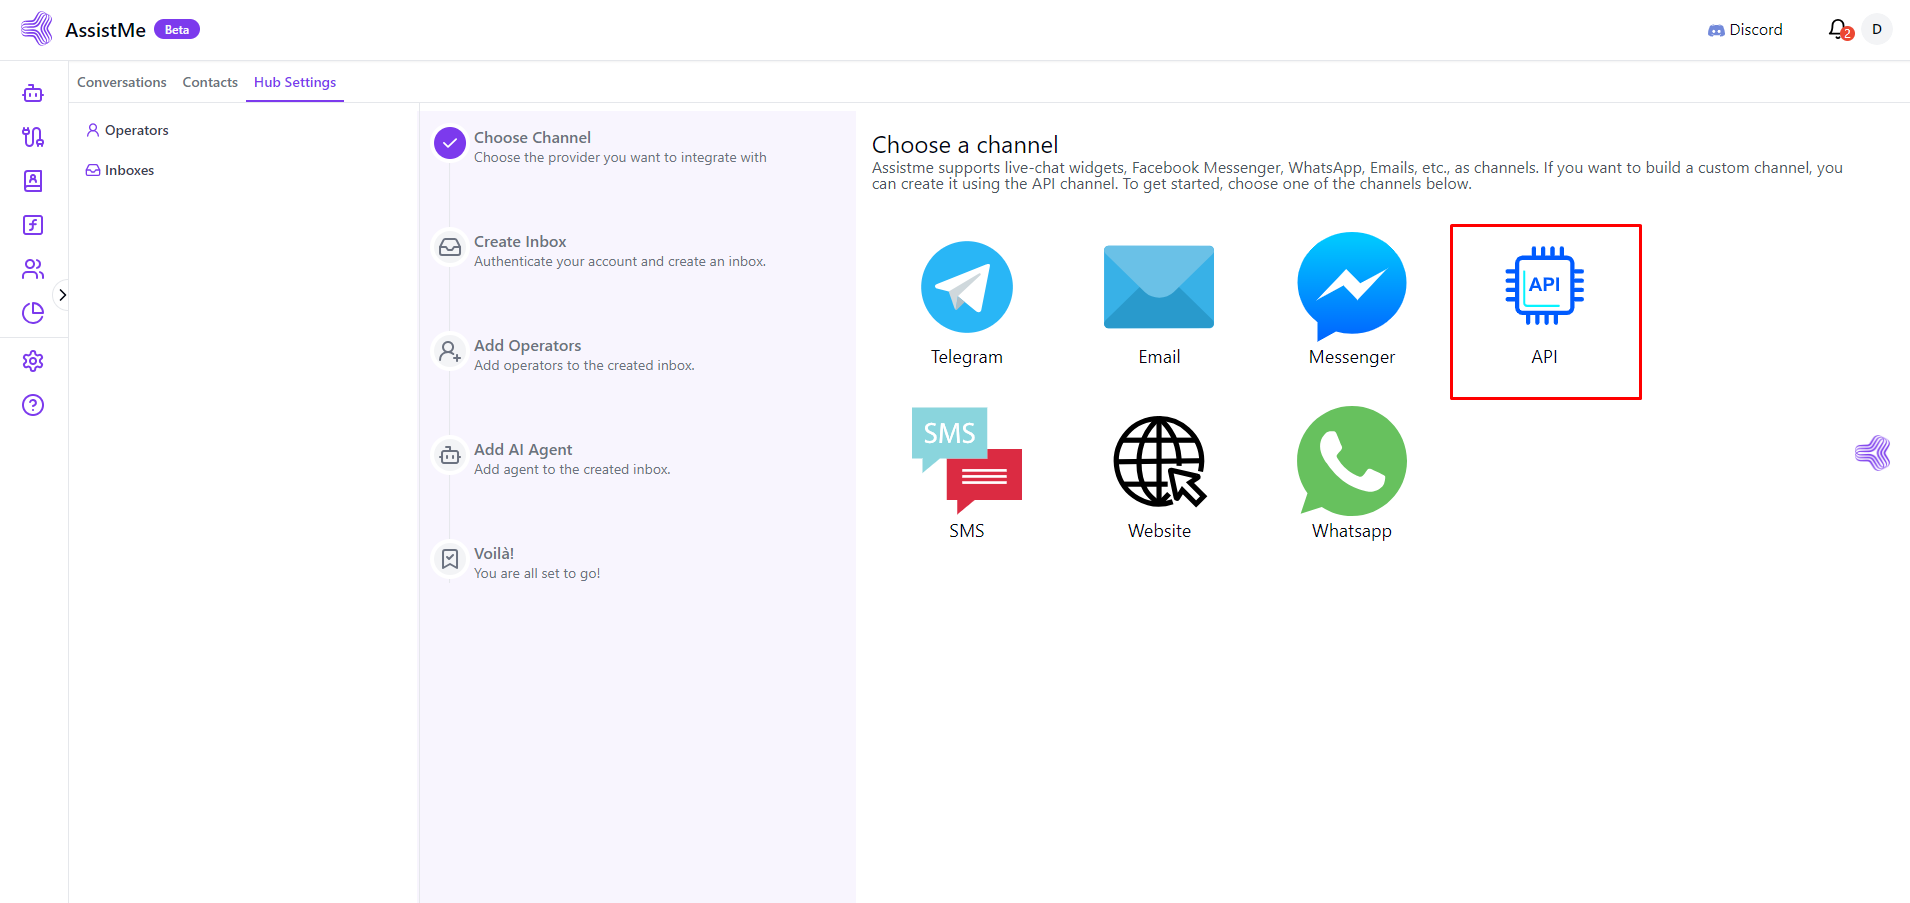 AssistMe Beta
Discord
2
D
Conversations Contacts Hub Settings
Operators
Inboxes
Choose Channel
Choose the provider you want to integrate with
Create Inbox
Authenticate your account and create an inbox.
Add Operators
Add operators to the created inbox.
Add AI Agent
Add agent to the created inbox.
Voilà!
You are all set to go!
Choose a channel
Assistme supports live-chat widgets, Facebook Messenger, WhatsApp, Emails, etc., as channels. If you want to build a custom channel, you
can create it using the API channel. To get started, choose one of the channels below.
API
Telegram Email Messenger API
SMS
SMS Website Whatsapp